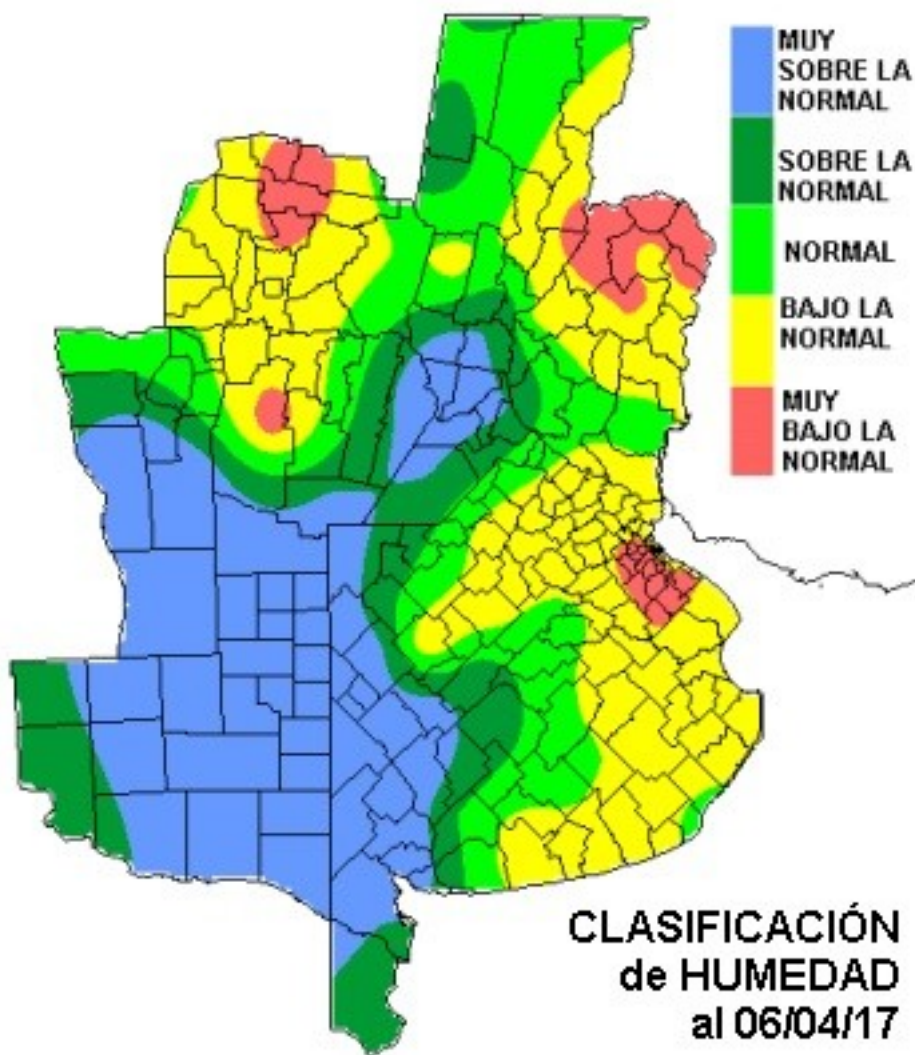 MUY
SOBRE LA
NORMAL
SOBRE LA
NORMAL
NORMAL
BAJO LA
NORMAL
MUY
BAJO LA
NORMAL
CLASIFICACIÓN
de HUMEDAD
al 06/04/17